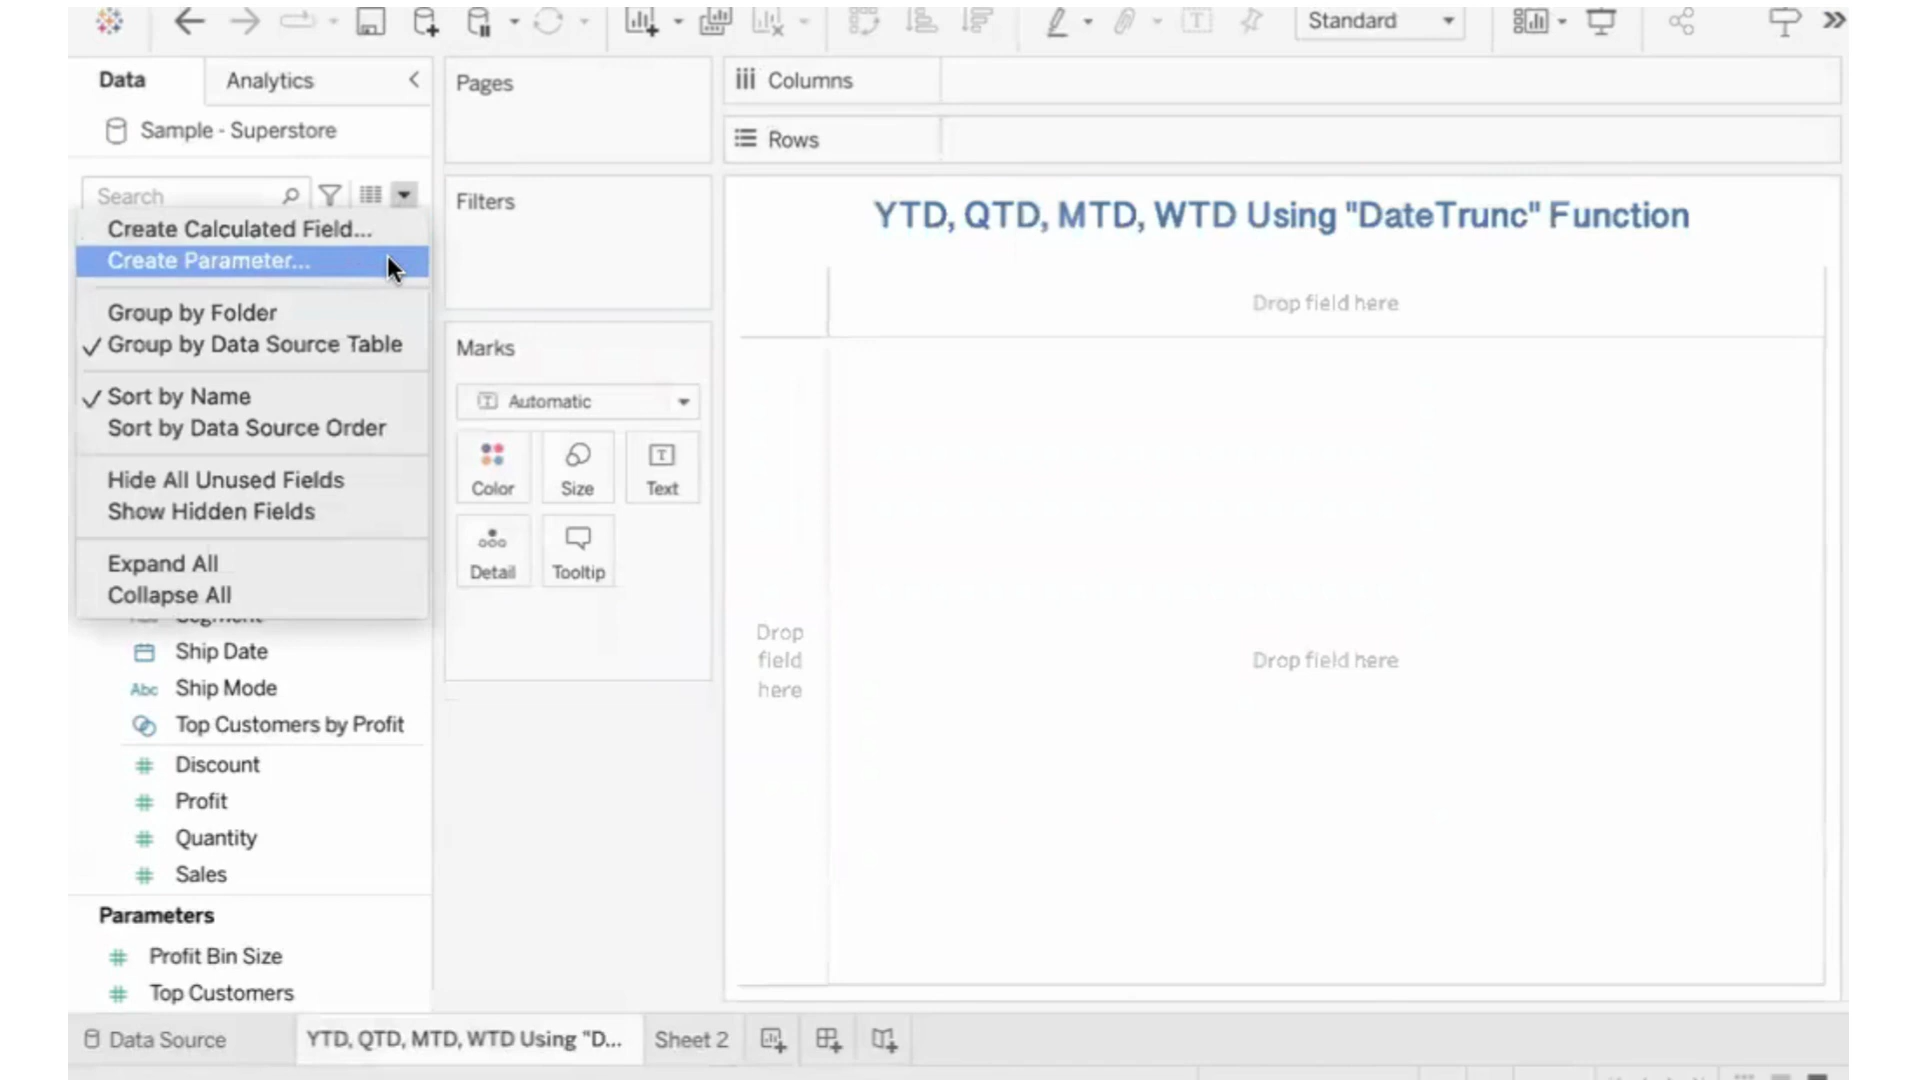 Standard
Data
Analytics
Sample - Superstore
Search
Create Calculated Field...
Create Parameter...
Group by Folder
Group by Data Source Table
Sort by Name
Sort by Data Source Order
Hide All Unused Fields
Show Hidden Fields
Expand All
Collapse All
Segment
Ship Date
Abc Ship Mode
Top Customers by Profit
Discount
Profit
Quantity
Sales
Parameters
Profit Bin Size
Top Customers
Pages
Filters
Marks
Automatic
Color
Size
Text
Detail
Tooltip
Columns
Rows
YTD, QTD, MTD, WTD Using "DateTrunc" Function
Drop field here
Drop
field
here
Drop field here
Data Source
YTD, QTD, MTD, WTD Using "D...
Sheet 2